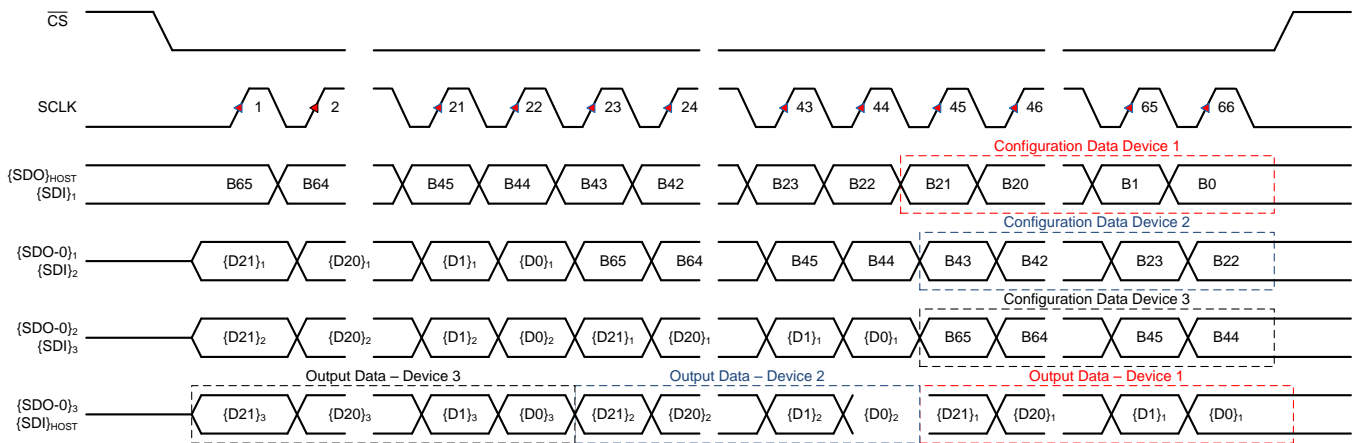 CS
SCLK 1 2 21 22 23 24 43 44 45 46 65 66
Configuration Data Device 1
{SDO}HOST
{SDI}1
B65 B64 B45 B44 B43 B42 B23 B22 B21 B20 B1 B0
Configuration Data Device 2
{SDO-0}1
{SDI}2
{D21}1 {D20}1 {D1}1 {D0}1 B65 B64 B45 B44 B43 B42 B23 B22
Configuration Data Device 3
{SDO-0}2
{SDI}3
{D21}2 {D20}2 {D1}2 {D0}2 {D21}1 {D20}1 {D1}1 {D0}1 B65 B64 B45 B44
Output Data – Device 3 Output Data – Device 2 Output Data – Device 1
{SDO-0}3
{SDI}HOST
{D21}3 {D20}3 {D1}3 {D0}3 {D21}2 {D20}2 {D1}2 {D0}2 {D21}1 {D20}1 {D1}1 {D0}1